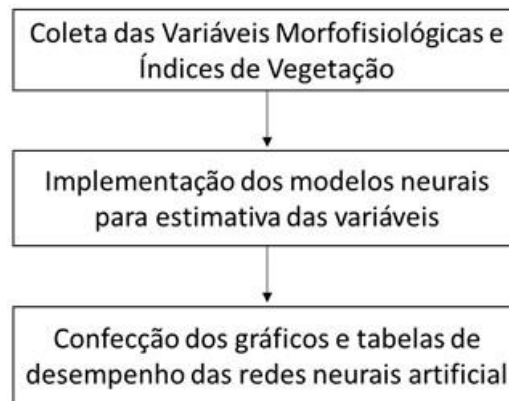 Coleta das Variáveis Morfofisiológicas e
Índices de Vegetação
Implementação dos modelos neurais
para estimativa das variáveis
Confecção dos gráficos e tabelas de
desempenho das redes neurais artificial